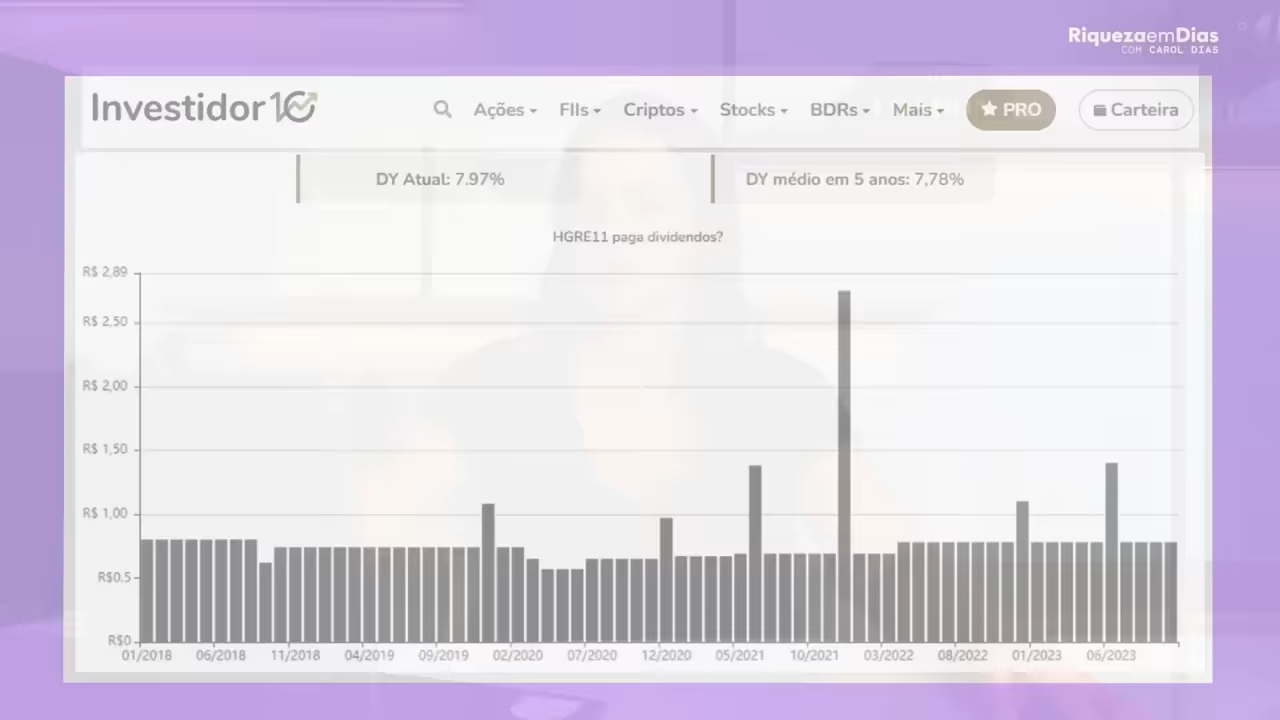 RiquezaemDias
COM CAROL DIAS
Investidor10
Ações FIIs Criptos Stocks BDRs Mais PRO Carteira
DY Atual: 7.97% DY médio em 5 anos: 7,78%
HGRE11 paga dividendos?
R$ 2,89
R$ 2,50
R$ 2,00
R$ 1,50
R$ 1,00
R$0.5
R$0
01/2018 06/2018 11/2018 04/2019 09/2019 02/2020 07/2020 12/2020 05/2021 10/2021 03/2022 08/2022 01/2023 06/2023